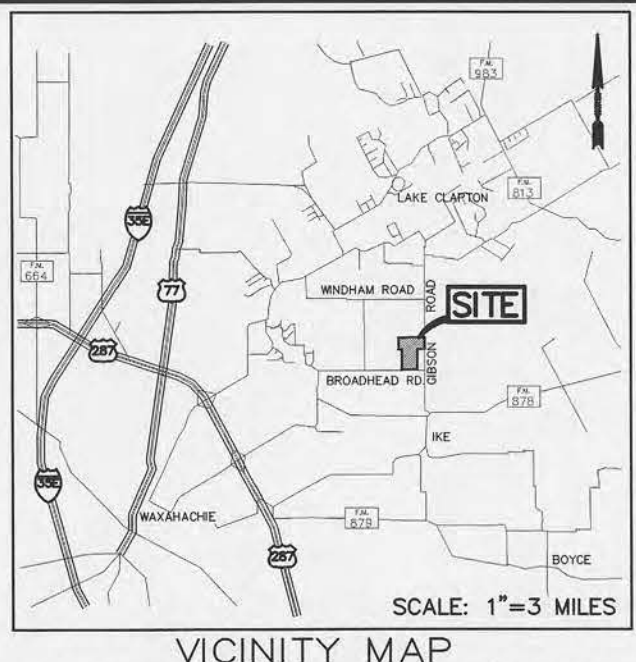 F.M.
983
LAKE CLAPTON
F.M.
813
35E
F.M.
664
77
WINDHAM ROAD
ROAD
SITE
287
GIBSON
BROADHEAD RD.
F.M.
878
IKE
35E
WAXAHACHIE
F.M.
879
287
BOYCE
SCALE: 1"=3 MILES
VICINITY MAP